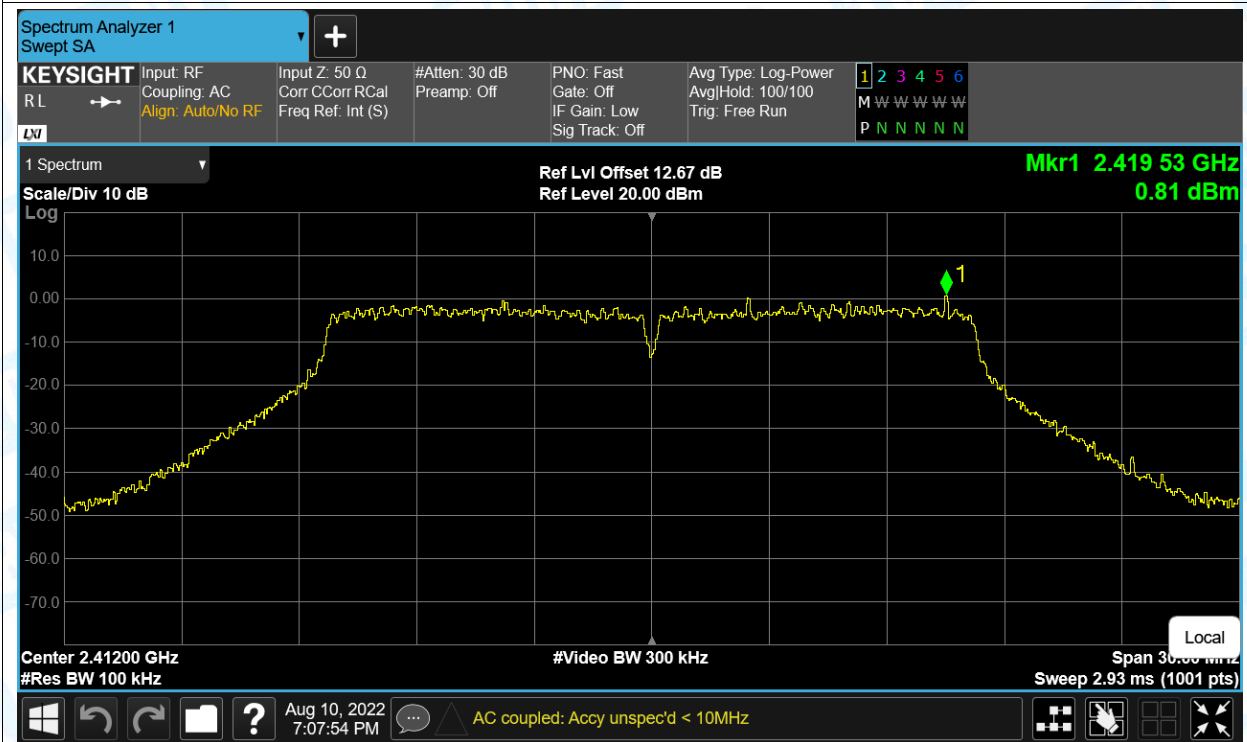 Spectrum Analyzer 1
Swept SA
▼
+
KEYSIGHT
R L
LXI
Input: RF
Coupling: AC
Align: Auto/No RF
Input Z: 50 Ω
Corr CCorr RCal
Freq Ref: Int (S)
#Atten: 30 dB
Preamp: Off
PNO: Fast
Gate: Off
IF Gain: Low
Sig Track: Off
Avg Type: Log-Power
Avg|Hold: 100/100
Trig: Free Run
1 2 3 4 5 6
M W W W W W W
P N N N N N
1 Spectrum ▼
Ref Lvl Offset 12.67 dB
Mkr1 2.419 53 GHz
Scale/Div 10 dB
Ref Level 20.00 dBm
0.81 dBm
Log
10.0
0.00
-10.0
-20.0
-30.0
-40.0
-50.0
-60.0
-70.0
1
Local
Center 2.41200 GHz
#Video BW 300 kHz
Span 30.00 MHz
#Res BW 100 kHz
Sweep 2.93 ms (1001 pts)
?
Aug 10, 2022
7:07:54 PM
AC coupled: Accy unspec'd < 10MHz